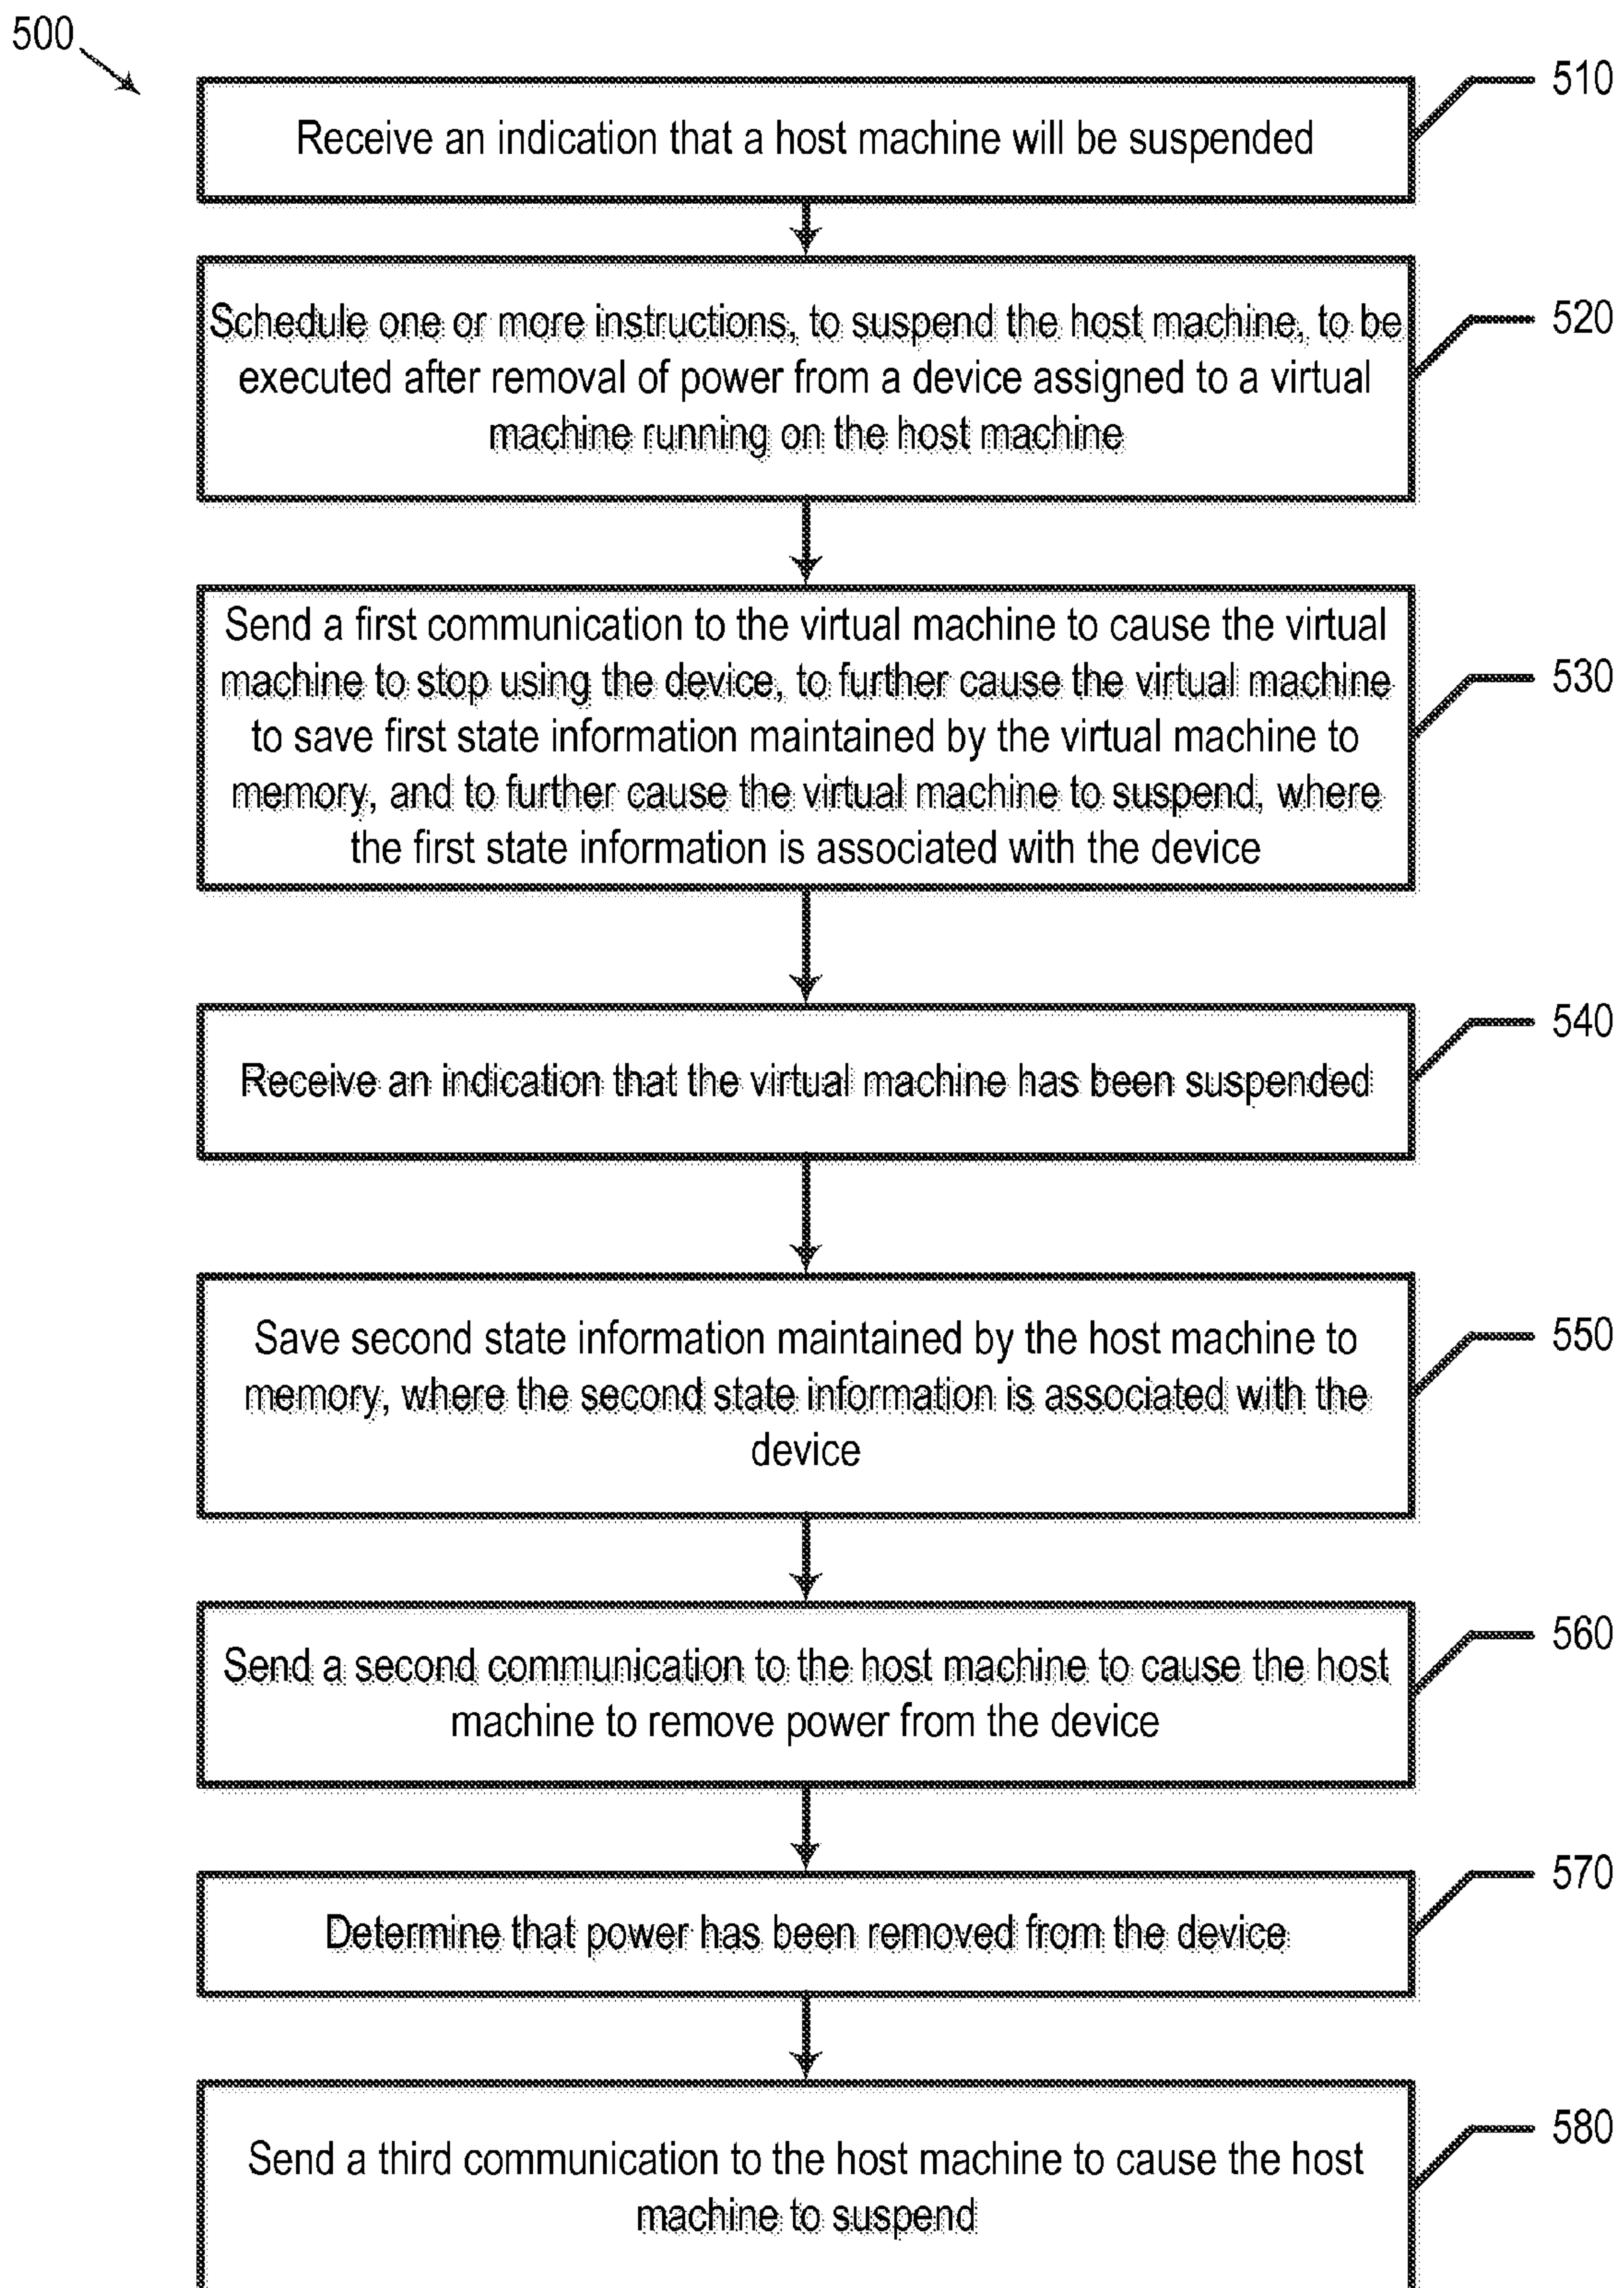 500
510
Receive an indication that a host machine will be suspended
520
Schedule one or more instructions, to suspend the host machine, to be
executed after removal of power from a device assigned to a virtual
machine running on the host machine
530
Send a first communication to the virtual machine to cause the virtual
machine to stop using the device, to further cause the virtual machine
to save first state information maintained by the virtual machine to
memory, and to further cause the virtual machine to suspend, where
the first state information is associated with the device
540
Receive an indication that the virtual machine has been suspended
550
Save second state information maintained by the host machine to
memory, where the second state information is associated with the
device
560
Send a second communication to the host machine to cause the host
machine to remove power from the device
570
Determine that power has been removed from the device
580
Send a third communication to the host machine to cause the host
machine to suspend